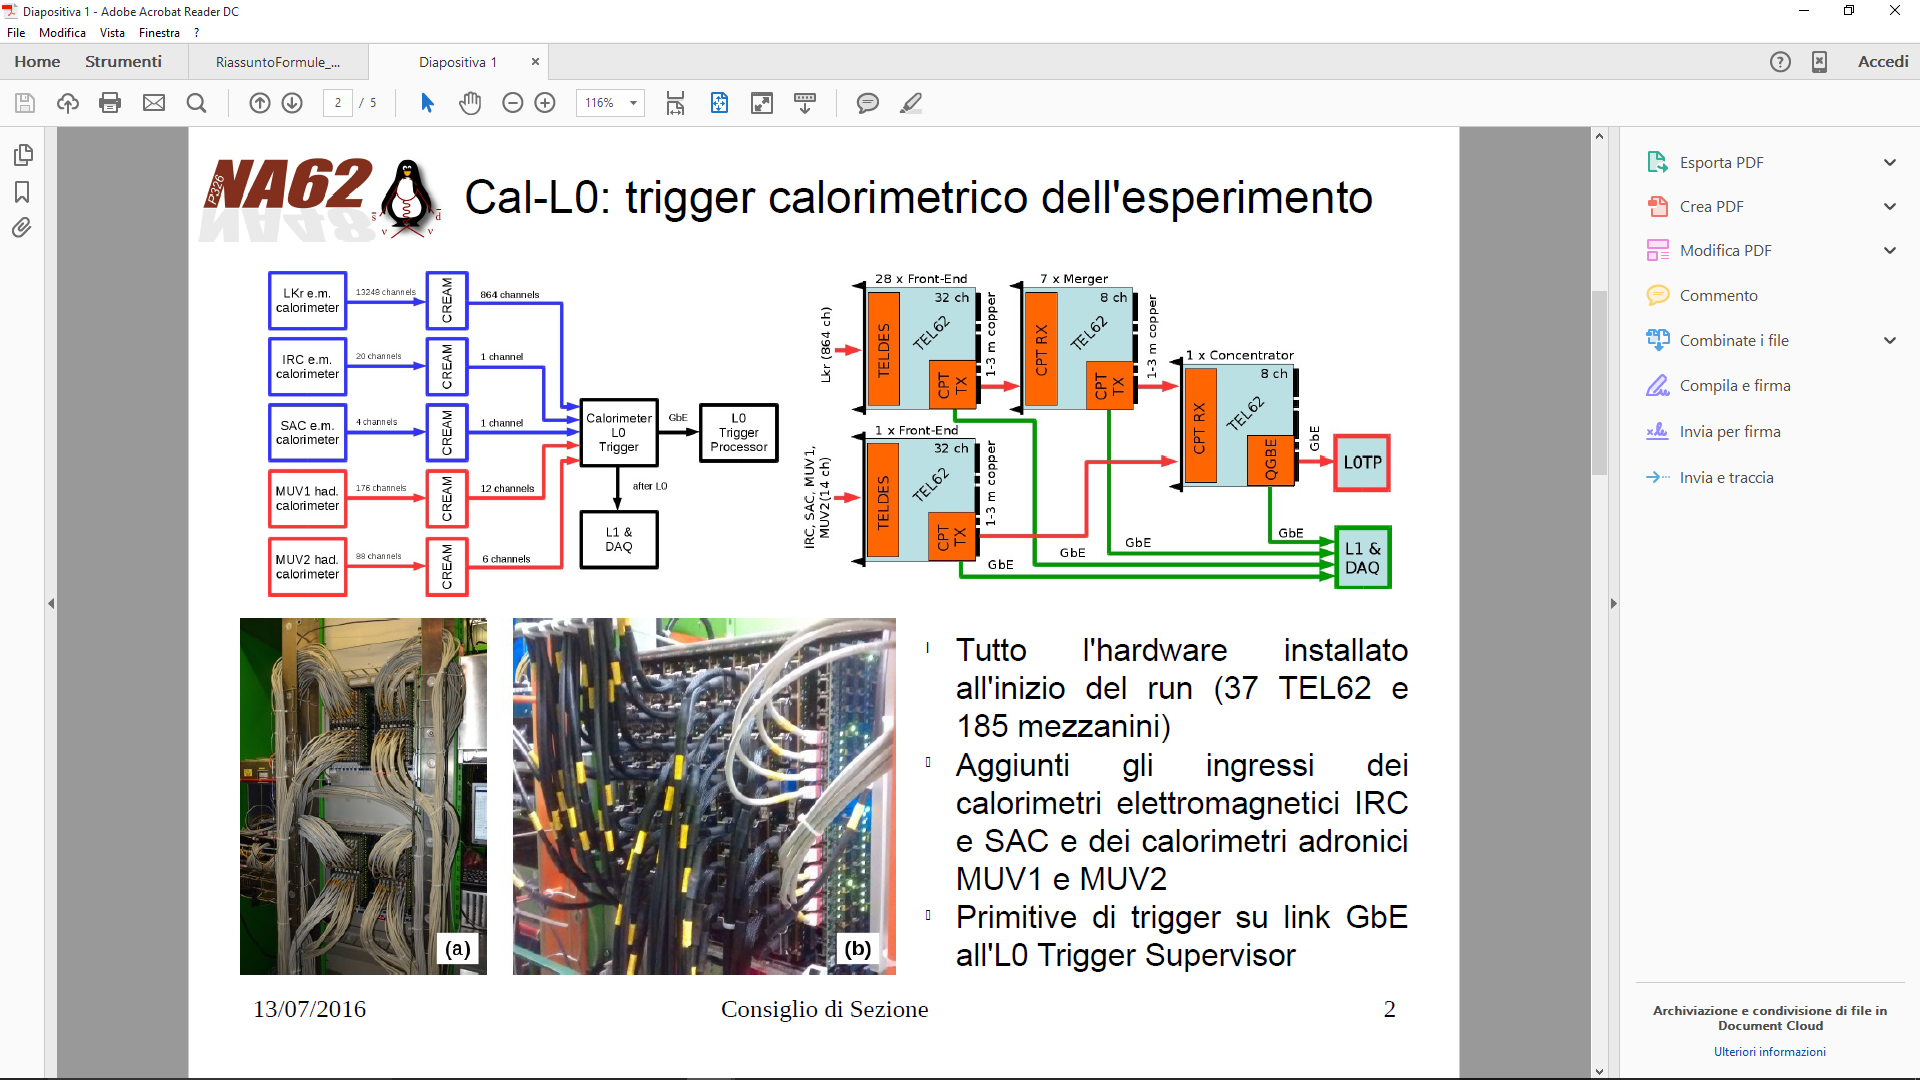 Diapositiva 1 - Adobe Acrobat Reader DC
File Modifica Vista Finestra ?
Home Strumenti RiassuntoFormule_... Diapositiva 1 Accedi
2 / 5 116%
P326
NA62
Cal-L0: trigger calorimetrico dell'esperimento
LKr e.m.
calorimeter
13248 channels
CREAM
864 channels
IRC e.m.
calorimeter
20 channels
CREAM
1 channel
SAC e.m.
calorimeter
4 channels
CREAM
1 channel
MUV1 had.
calorimeter
176 channels
CREAM
12 channels
MUV2 had.
calorimeter
88 channels
CREAM
6 channels
Calorimeter
L0
Trigger
GbE
L0
Trigger
Processor
after L0
L1 &
DAQ
28 x Front-End
32 ch
TELDES
TEL62
CPT
TX
Lkr (864 ch)
1-3 m copper
7 x Merger
8 ch
CPT RX
TEL62
CPT
TX
1-3 m copper
1 x Concentrator
8 ch
CPT RX
TEL62
QGBE
GbE
L0TP
1 x Front-End
32 ch
TELDES
TEL62
CPT
TX
IRC, SAC, MUV1,
MUV2(14 ch)
1-3 m copper
GbE
GbE
GbE
GbE
L1 &
DAQ
(a)
(b)
Tutto l'hardware installato
all'inizio del run (37 TEL62 e
185 mezzanini)
Aggiunti gli ingressi dei
calorimetri elettromagnetici IRC
e SAC e dei calorimetri adronici
MUV1 e MUV2
Primitive di trigger su link GbE
all'L0 Trigger Supervisor
13/07/2016
Consiglio di Sezione
2
Esporta PDF
Crea PDF
Modifica PDF
Commento
Combinate i file
Compila e firma
Invia per firma
Invia e traccia
Archiviazione e condivisione di file in
Document Cloud
Ulteriori informazioni